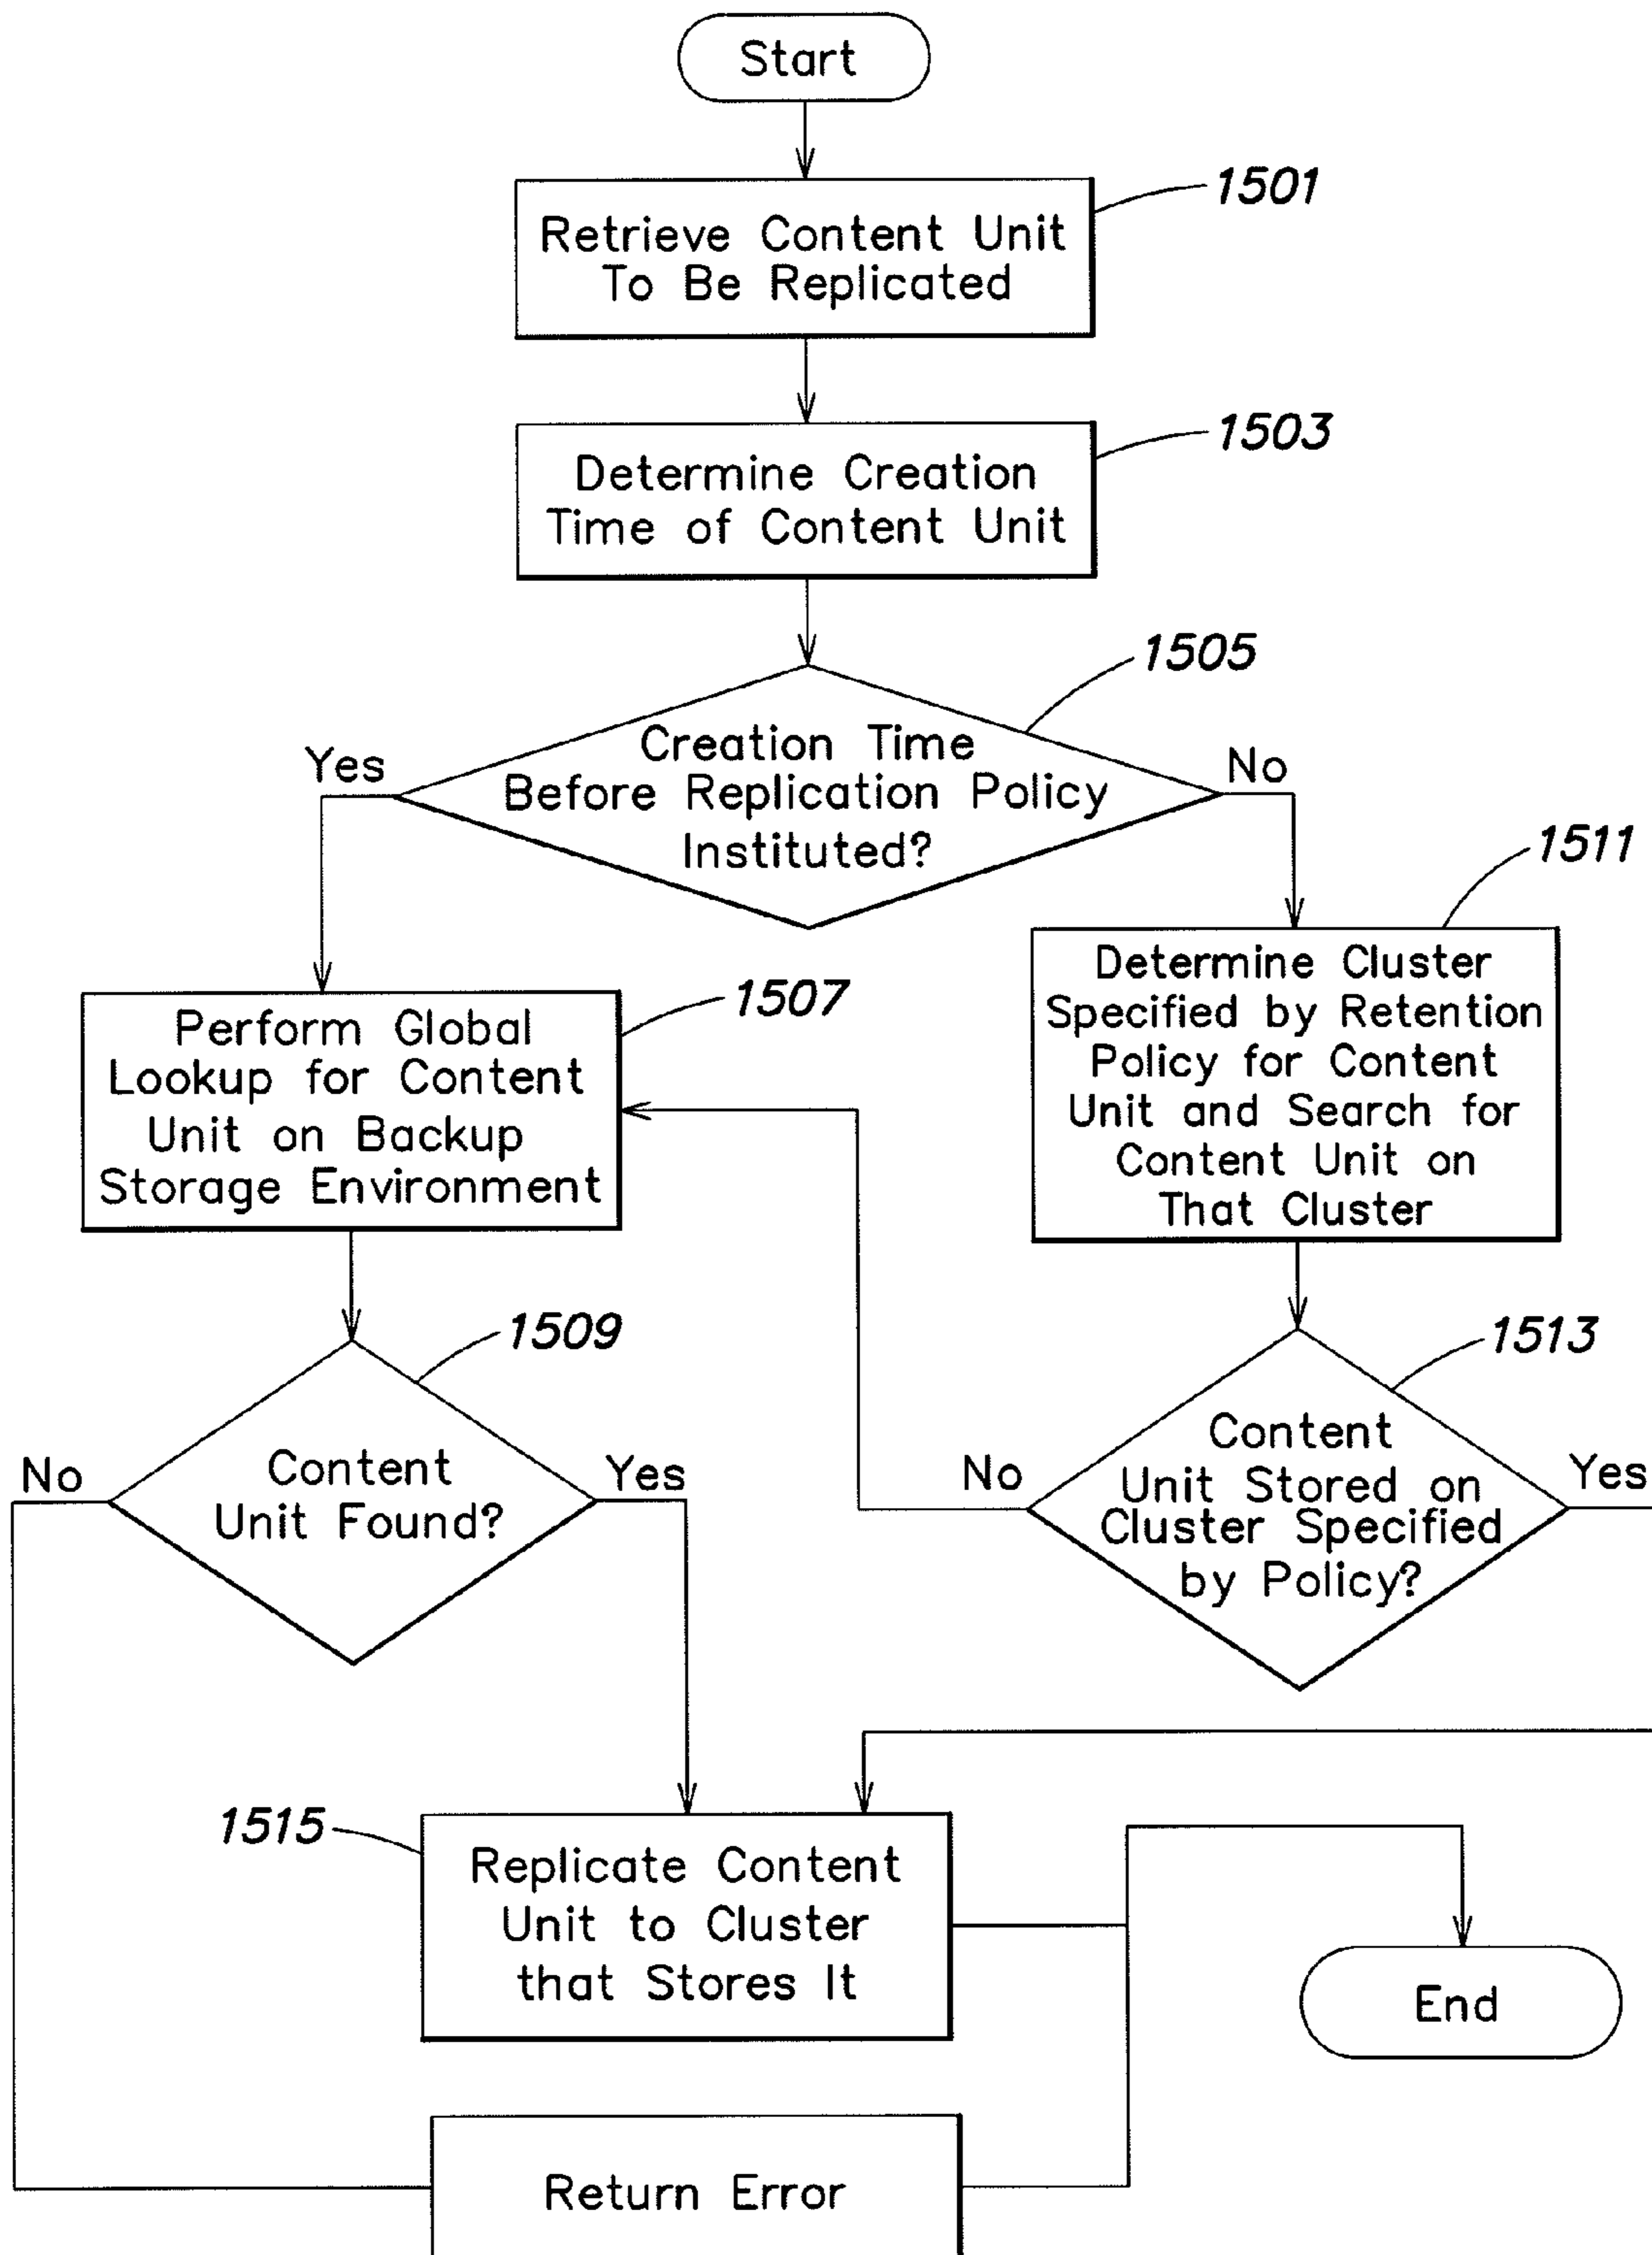 Start
1501
Retrieve Content Unit
To Be Replicated
1503
Determine Creation
Time of Content Unit
1505
Creation Time
Before Replication Policy
Instituted?
Yes
No
1511
Determine Cluster
Specified by Retention
Policy for Content
Unit and Search for
Content Unit on
That Cluster
1507
Perform Global
Lookup for Content
Unit on Backup
Storage Environment
1509
Content
Unit Found?
No
Yes
1513
Content
Unit Stored on
Cluster Specified
by Policy?
No
Yes
1515
Replicate Content
Unit to Cluster
that Stores It
End
Return Error